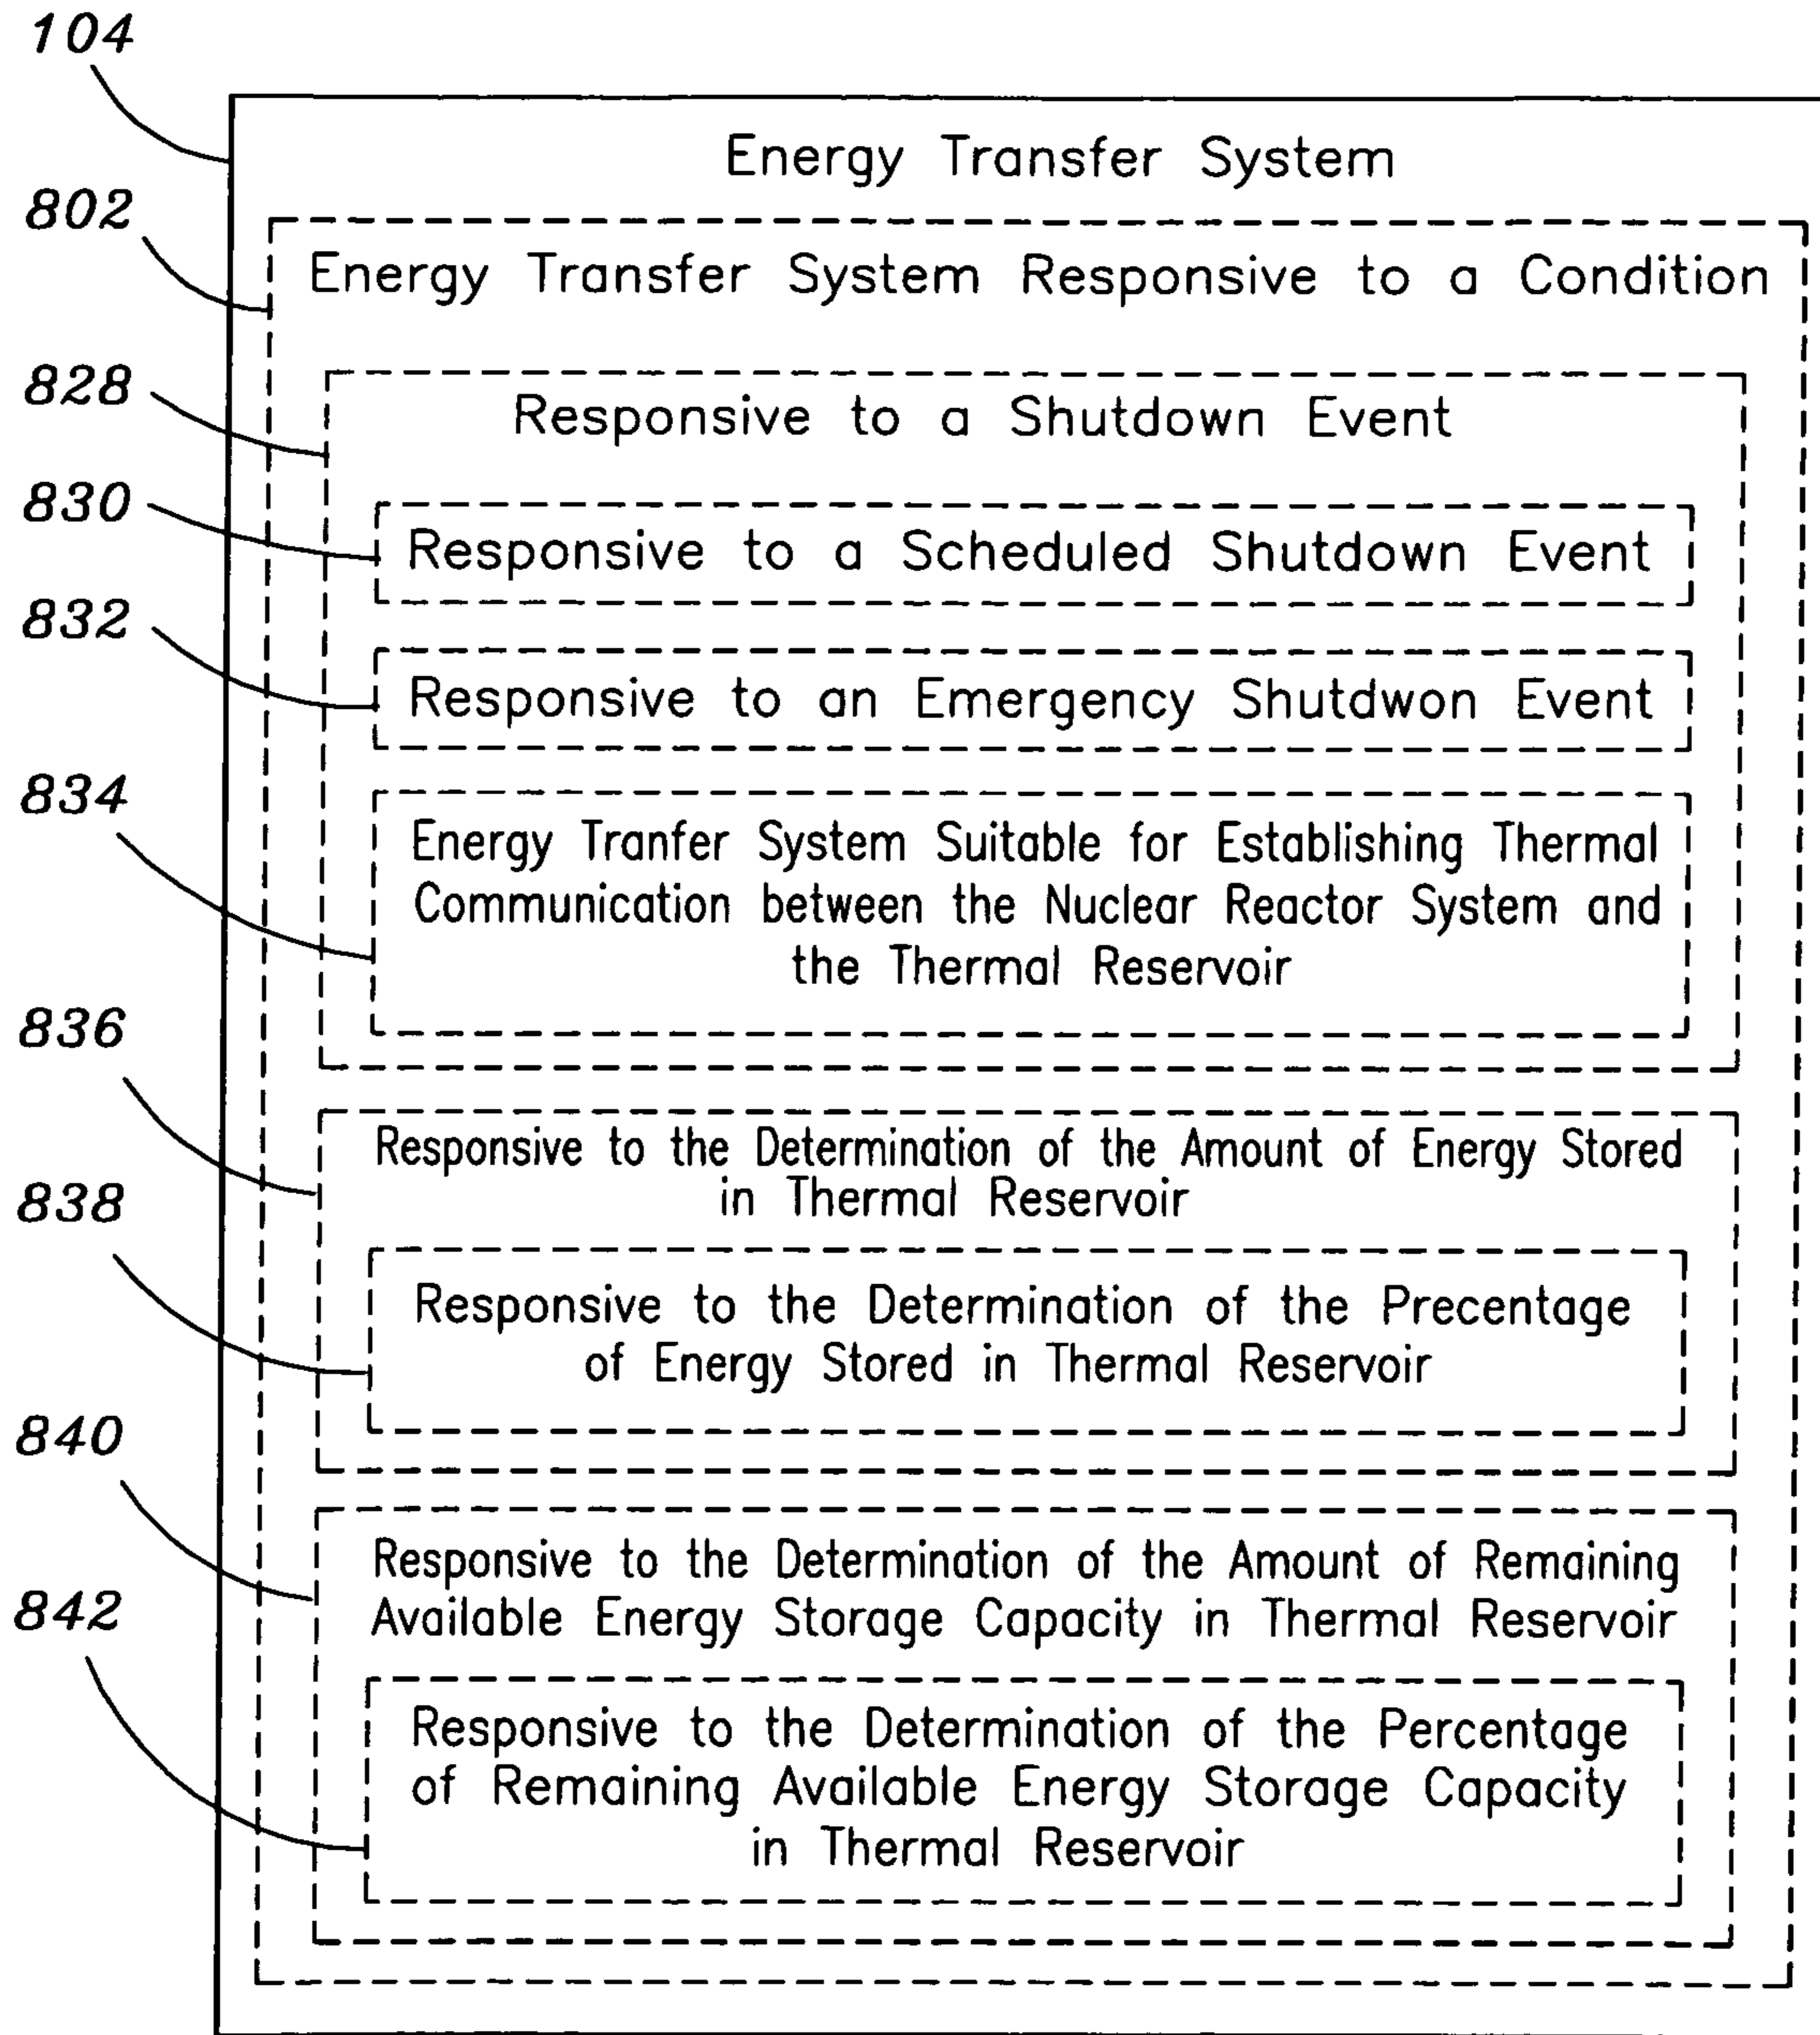 104
Energy Transfer System
802
Energy Transfer System Responsive to a Condition
828
Responsive to a Shutdown Event
830
Responsive to a Scheduled Shutdown Event
832
Responsive to an Emergency Shutdwon Event
834
Energy Tranfer System Suitable for Establishing Thermal
Communication between the Nuclear Reactor System and
the Thermal Reservoir
836
Responsive to the Determination of the Amount of Energy Stored
in Thermal Reservoir
838
Responsive to the Determination of the Precentage
of Energy Stored in Thermal Reservoir
840
Responsive to the Determination of the Amount of Remaining
Available Energy Storage Capacity in Thermal Reservoir
842
Responsive to the Determination of the Percentage
of Remaining Available Energy Storage Capacity
in Thermal Reservoir